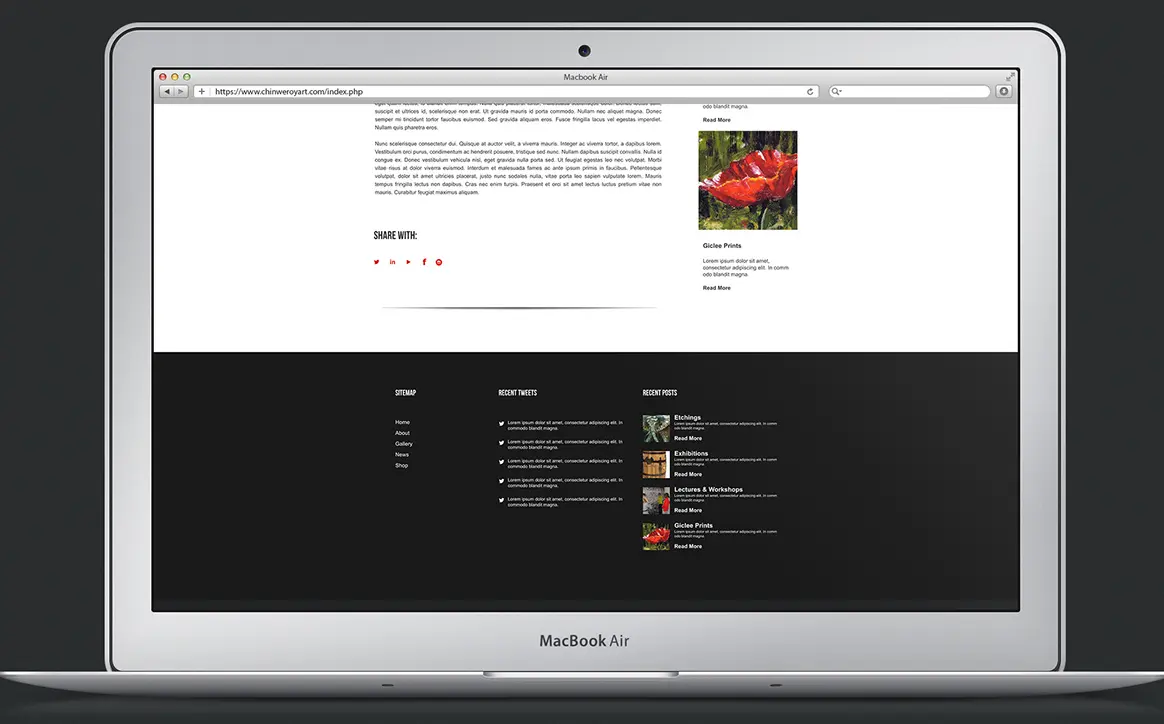 Macbook Air
https://www.chinweroyart.com/index.php
suscipit et ultrices id, scelerisque non erat. Ut gravida mauris id porta commodo. Nullam nec aliquet magna. Donec
semper mi tincidunt tortor faucibus euismod. Sed gravida aliquam eros. Fusce fringilla lacus vel egestas imperdiet.
Nullam quis pharetra eros.
Nunc scelerisque consectetur dui. Quisque at auctor velit, a viverra mauris. Integer ac viverra tortor, a dapibus lorem.
Vestibulum orci purus, condimentum ac hendrerit posuere, tristique sed nunc. Nullam dapibus suscipit convallis. Nulla id
congue ex. Donec vestibulum vehicula nisi, eget gravida nulla porta sed. Ut feugiat egestas leo nec volutpat. Morbi
vitae risus at dolor viverra euismod. Interdum et malesuada fames ac ante ipsum primis in faucibus. Pellentesque
volutpat, dolor sit amet ultricies placerat, justo nunc sodales nulla, vitae porta leo sapien vulputate lorem. Mauris
tempus fringilla lectus non dapibus. Cras nec enim turpis. Praesent et orci sit amet lectus luctus pretium vitae non
mauris. Curabitur feugiat maximus aliquam.
SHARE WITH:
odo blandit magna.
Read More
Giclee Prints
Lorem ipsum dolor sit amet,
consectetur adipiscing elit. In comm
odo blandit magna.
Read More
SITEMAP
Home
About
Gallery
News
Shop
RECENT TWEETS
Lorem ipsum dolor sit amet, consectetur adipiscing elit. In
commodo blandit magna.
Lorem ipsum dolor sit amet, consectetur adipiscing elit. In
commodo blandit magna.
Lorem ipsum dolor sit amet, consectetur adipiscing elit. In
commodo blandit magna.
Lorem ipsum dolor sit amet, consectetur adipiscing elit. In
commodo blandit magna.
Lorem ipsum dolor sit amet, consectetur adipiscing elit. In
commodo blandit magna.
RECENT POSTS
Etchings
Lorem ipsum dolor sit amet, consectetur adipiscing elit. In comm
odo blandit magna.
Read More
Exhibitions
Lorem ipsum dolor sit amet, consectetur adipiscing elit. In comm
odo blandit magna.
Read More
Lectures & Workshops
Lorem ipsum dolor sit amet, consectetur adipiscing elit. In comm
odo blandit magna.
Read More
Giclee Prints
Lorem ipsum dolor sit amet, consectetur adipiscing elit. In comm
odo blandit magna.
Read More
MacBook Air